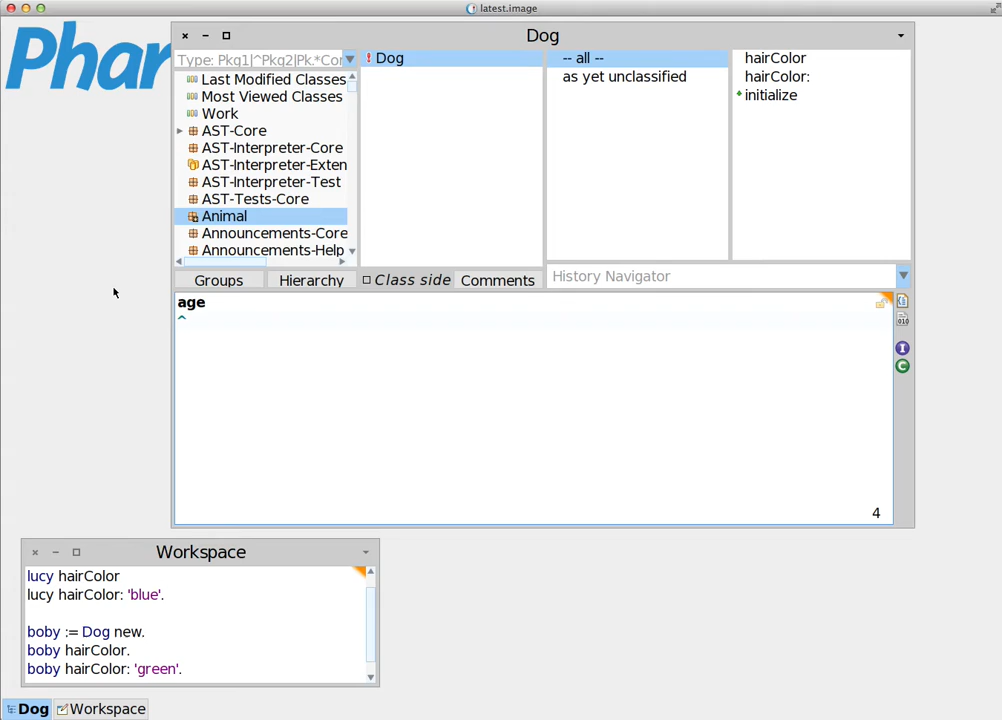 latest.image
Phar
Dog
Type: Pkg1|^Pkg2|Pk.*Cor
Last Modified Classes
Most Viewed Classes
Work
AST-Core
AST-Interpreter-Core
AST-Interpreter-Exten
AST-Interpreter-Test
AST-Tests-Core
Animal
Announcements-Core
Announcements-Help
Dog
-- all --
as yet unclassified
hairColor
hairColor:
initialize
Groups
Hierarchy
Class side
Comments
History Navigator
age
^
010
I
C
4
Workspace
lucy hairColor
lucy hairColor: 'blue'.
boby := Dog new.
boby hairColor.
boby hairColor: 'green'.
Dog
Workspace